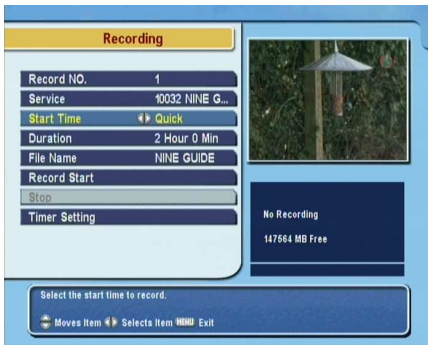 Recording
Record NO. 1
Service 10032 NINE G...
Start Time Quick
Duration 2 Hour 0 Min
File Name NINE GUIDE
Record Start
Stop
Timer Setting
No Recording
147564 MB Free
Select the start time to record.
Moves Item Selects Item MENU Exit